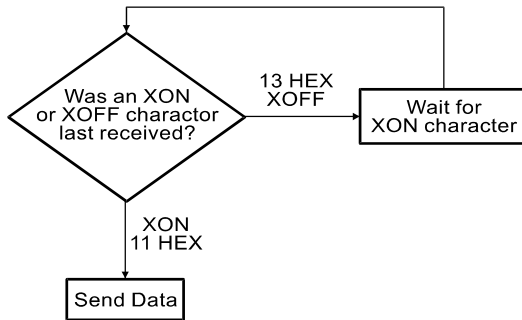 Was an XON
or XOFF charactor
last received?
13 HEX
XOFF
Wait for
XON character
XON
11 HEX
Send Data